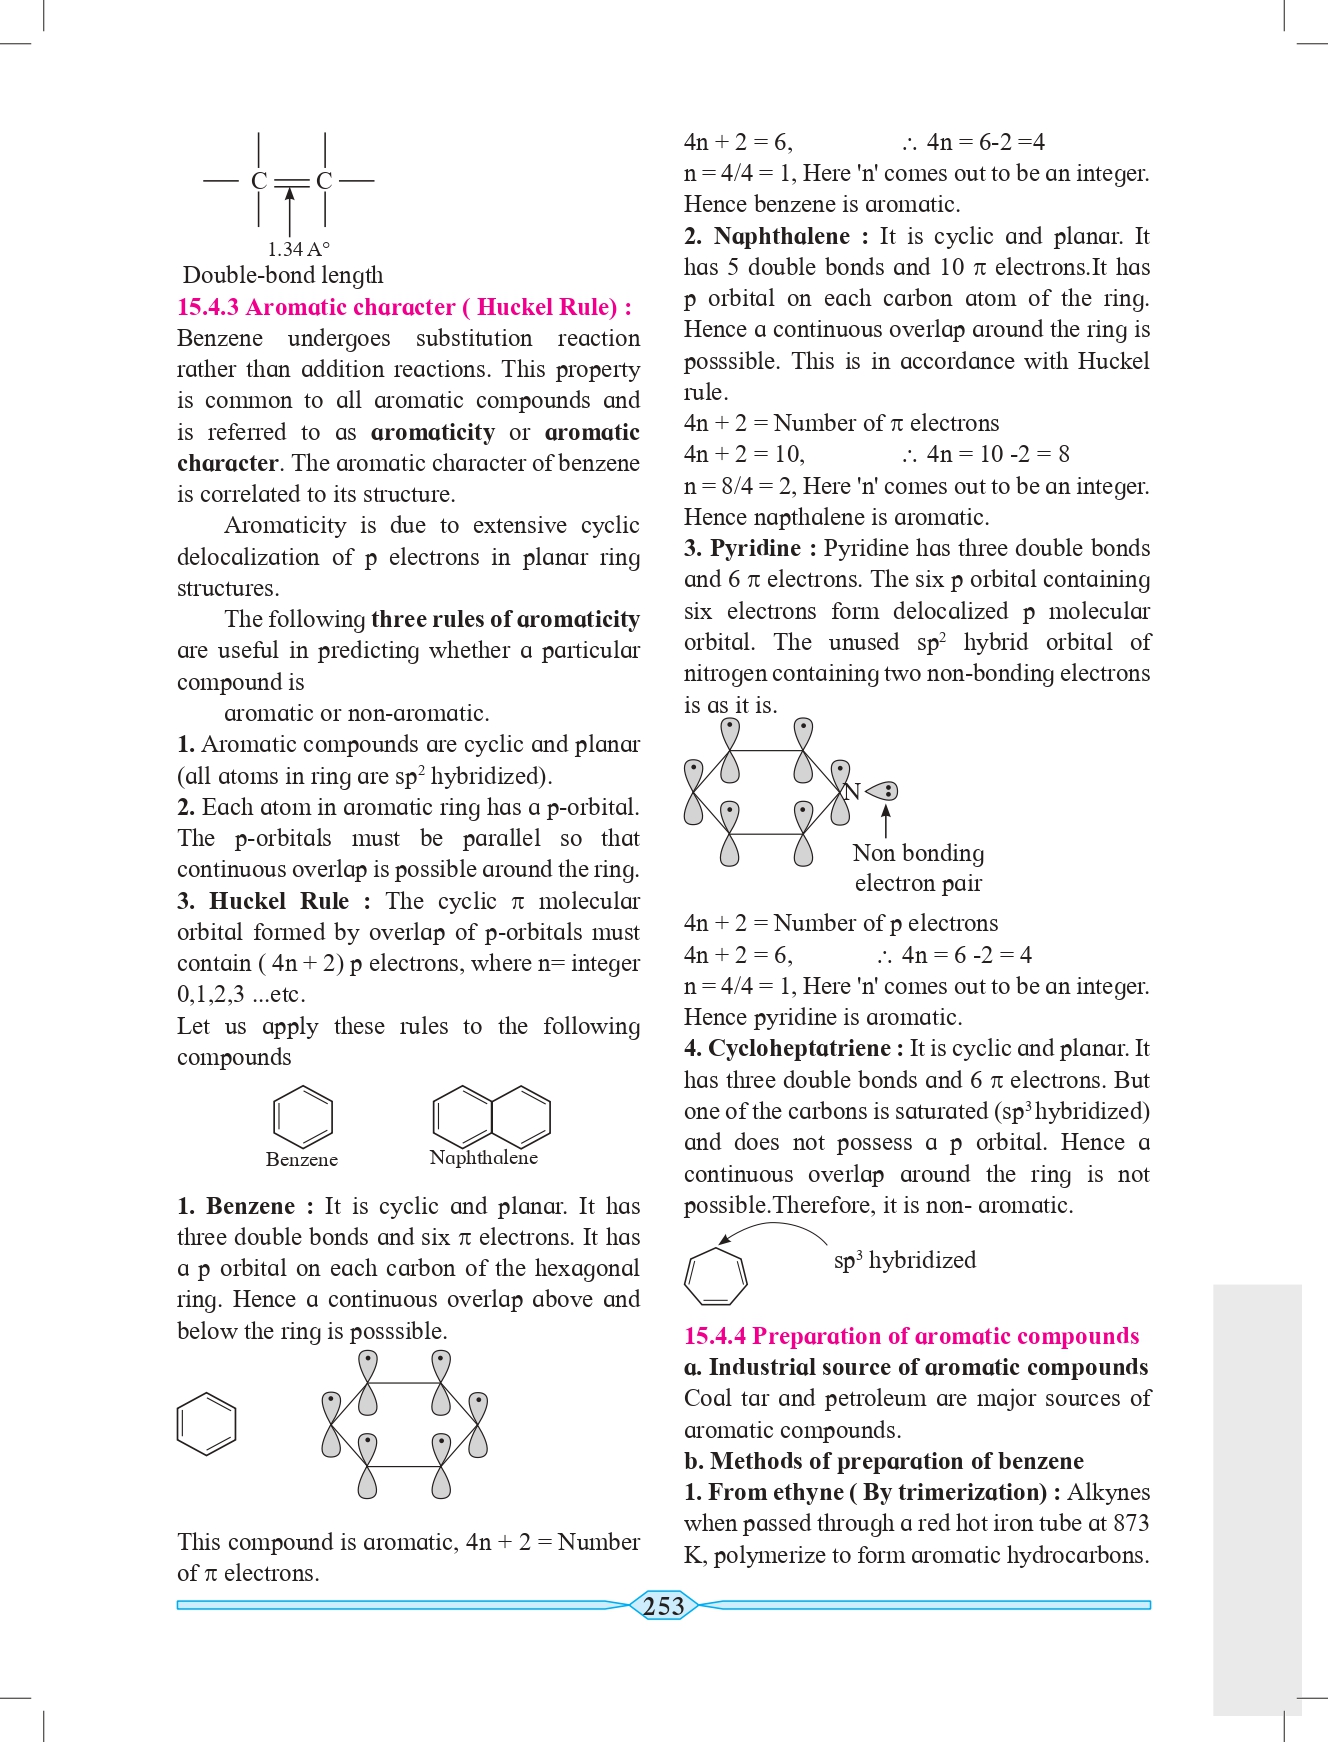 C C
1.34 A°
Double-bond length
15.4.3 Aromatic character ( Huckel Rule) :
Benzene undergoes substitution reaction
rather than addition reactions. This property
is common to all aromatic compounds and
is referred to as aromaticity or aromatic
character. The aromatic character of benzene
is correlated to its structure.
Aromaticity is due to extensive cyclic
delocalization of p electrons in planar ring
structures.
The following three rules of aromaticity
are useful in predicting whether a particular
compound is
aromatic or non-aromatic.
1. Aromatic compounds are cyclic and planar
(all atoms in ring are sp² hybridized).
2. Each atom in aromatic ring has a p-orbital.
The p-orbitals must be parallel so that
continuous overlap is possible around the ring.
3. Huckel Rule : The cyclic π molecular
orbital formed by overlap of p-orbitals must
contain ( 4n + 2) p electrons, where n= integer
0,1,2,3 ...etc.
Let us apply these rules to the following
compounds
Benzene Naphthalene
1. Benzene : It is cyclic and planar. It has
three double bonds and six π electrons. It has
a p orbital on each carbon of the hexagonal
ring. Hence a continuous overlap above and
below the ring is posssible.
This compound is aromatic, 4n + 2 = Number
of π electrons.
4n + 2 = 6, ∴ 4n = 6-2 =4
n = 4/4 = 1, Here 'n' comes out to be an integer.
Hence benzene is aromatic.
2. Naphthalene : It is cyclic and planar. It
has 5 double bonds and 10 π electrons.It has
p orbital on each carbon atom of the ring.
Hence a continuous overlap around the ring is
posssible. This is in accordance with Huckel
rule.
4n + 2 = Number of π electrons
4n + 2 = 10, ∴ 4n = 10 -2 = 8
n = 8/4 = 2, Here 'n' comes out to be an integer.
Hence napthalene is aromatic.
3. Pyridine : Pyridine has three double bonds
and 6 π electrons. The six p orbital containing
six electrons form delocalized p molecular
orbital. The unused sp² hybrid orbital of
nitrogen containing two non-bonding electrons
is as it is.
N
Non bonding
electron pair
4n + 2 = Number of p electrons
4n + 2 = 6, ∴ 4n = 6 -2 = 4
n = 4/4 = 1, Here 'n' comes out to be an integer.
Hence pyridine is aromatic.
4. Cycloheptatriene : It is cyclic and planar. It
has three double bonds and 6 π electrons. But
one of the carbons is saturated (sp³ hybridized)
and does not possess a p orbital. Hence a
continuous overlap around the ring is not
possible.Therefore, it is non- aromatic.
sp³ hybridized
15.4.4 Preparation of aromatic compounds
a. Industrial source of aromatic compounds
Coal tar and petroleum are major sources of
aromatic compounds.
b. Methods of preparation of benzene
1. From ethyne ( By trimerization) : Alkynes
when passed through a red hot iron tube at 873
K, polymerize to form aromatic hydrocarbons.
253